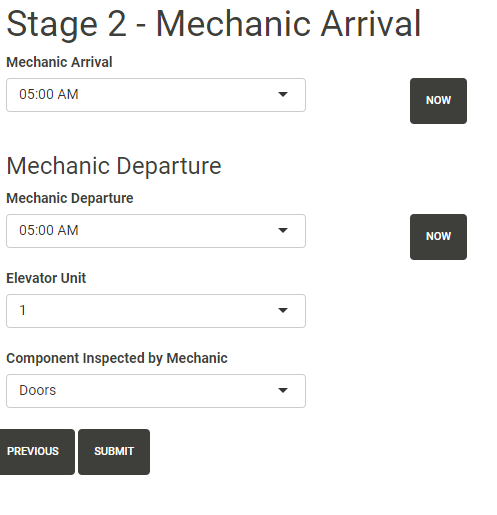 Stage 2 - Mechanic Arrival
Mechanic Arrival
05:00 AM
NOW
Mechanic Departure
Mechanic Departure
05:00 AM
NOW
Elevator Unit
1
Component Inspected by Mechanic
Doors
PREVIOUS SUBMIT